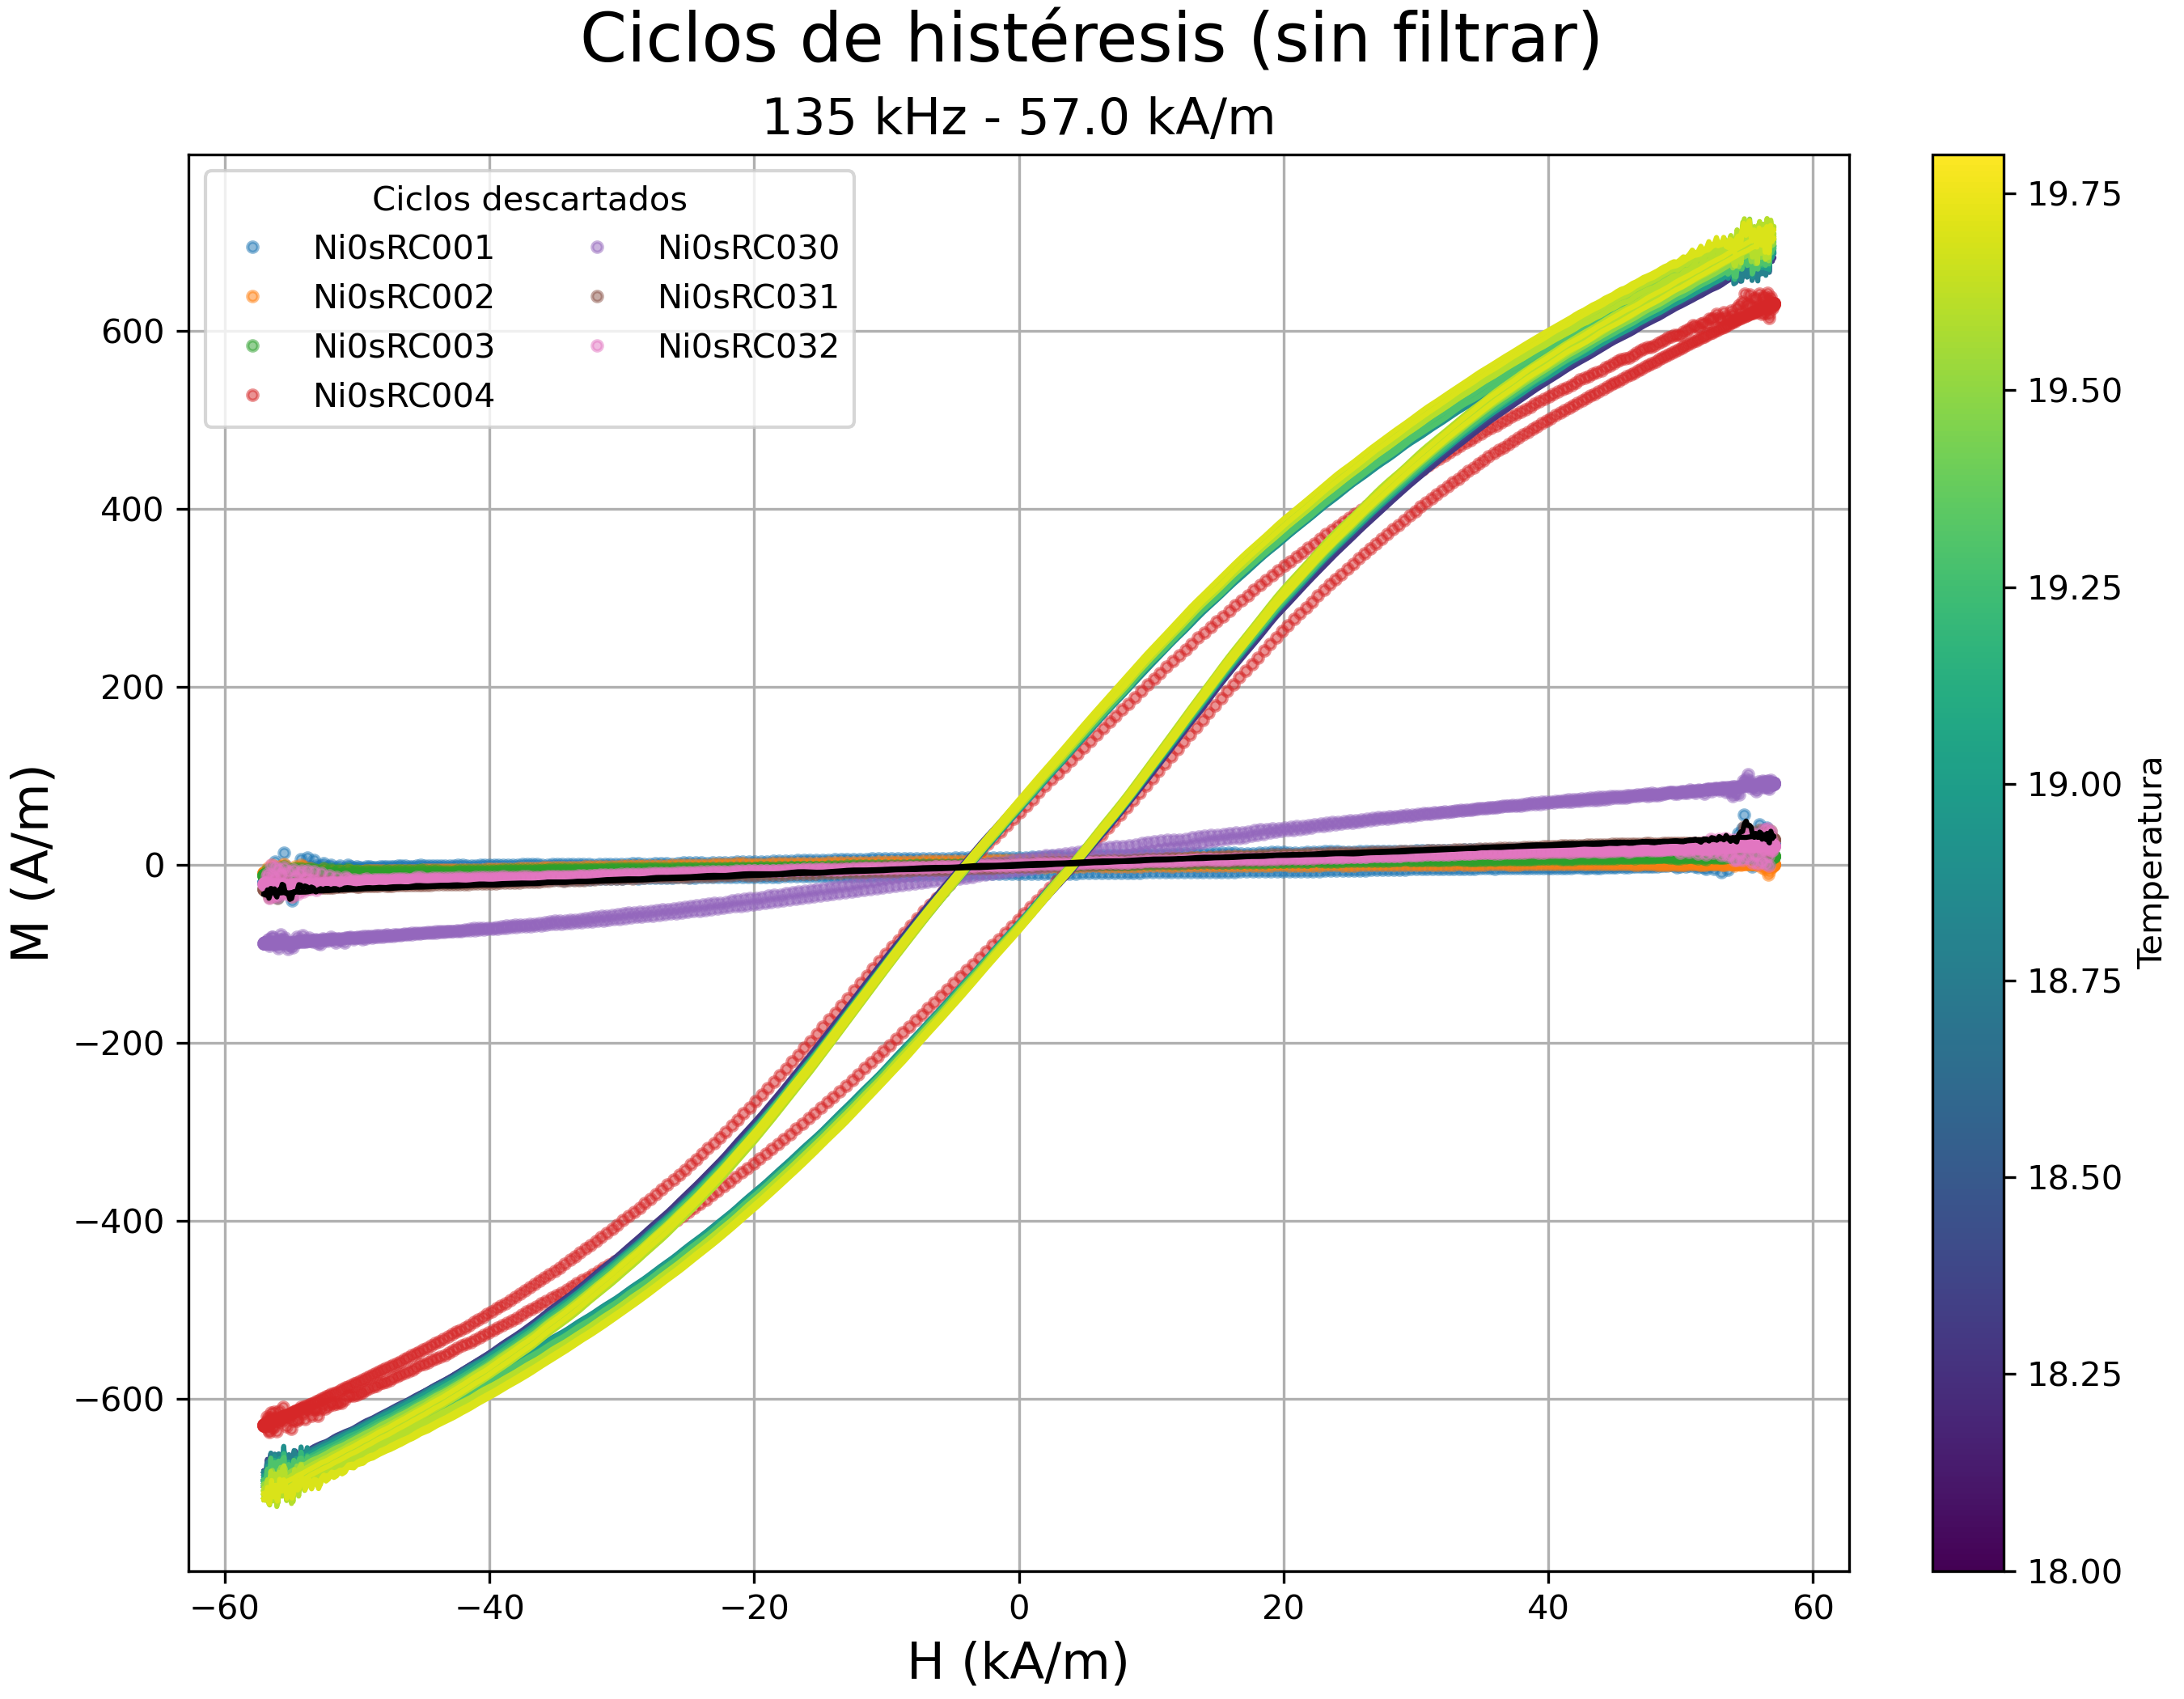 Ciclos de histéresis (sin filtrar)
135 kHz - 57.0 kA/m
Ciclos descartados
Ni0sRC001
Ni0sRC002
Ni0sRC003
Ni0sRC004
Ni0sRC030
Ni0sRC031
Ni0sRC032
M (A/m)
600
400
200
0
−200
−400
−600
−60
−40
−20
0
20
40
60
H (kA/m)
19.75
19.50
19.25
19.00
18.75
18.50
18.25
18.00
Temperatura